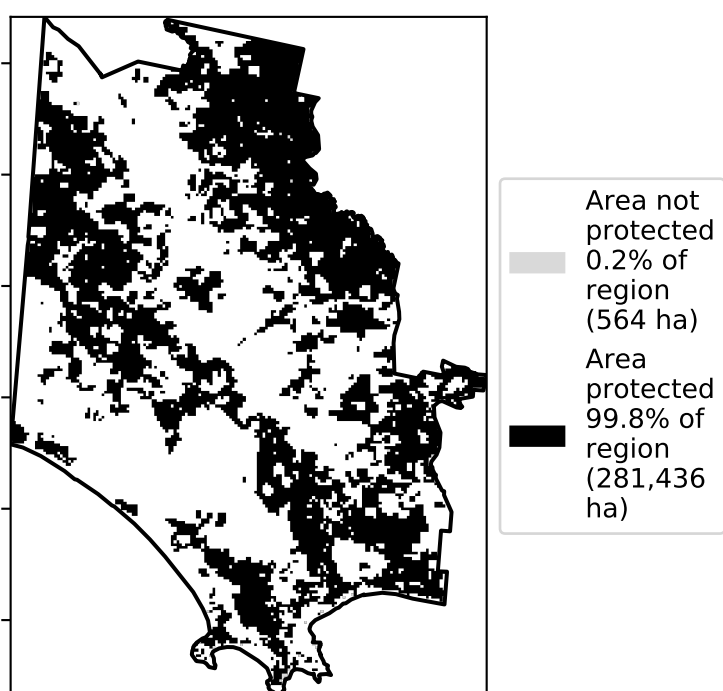 Area not
protected
0.2% of
region
(564 ha)
Area
protected
99.8% of
region
(281,436
ha)